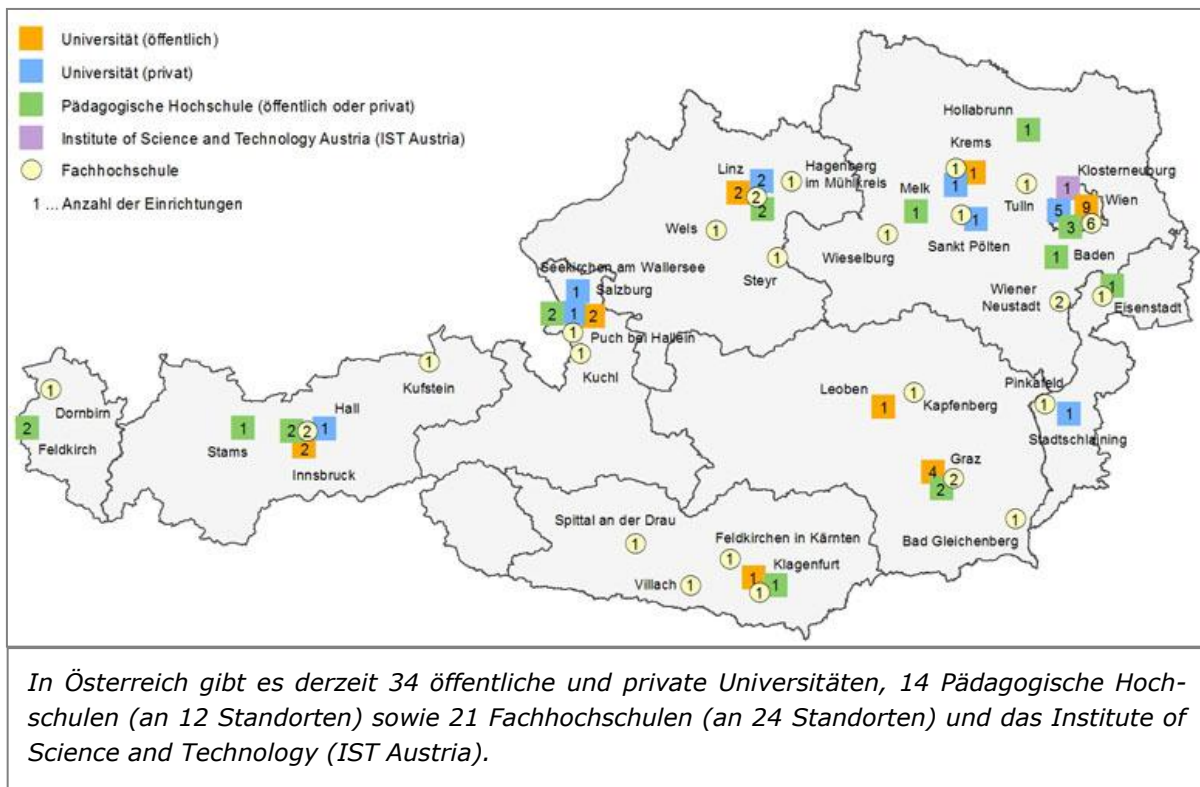 Universität (öffentlich)
Universität (privat)
Pädagogische Hochschule (öffentlich oder privat)
Institute of Science and Technology Austria (IST Austria)
Fachhochschule
1 ... Anzahl der Einrichtungen
Hollabrunn
1
Krems
1
1
1
Klosterneuburg
1
Linz
2
2
2
2
Hagenberg
im Mühlkreis
1
Melk
1
Tulln
1
5
9
Wien
3
6
Wels
1
Sankt Pölten
1
1
Wieselburg
1
Steyr
1
Baden
1
Seekirchen am Wallersee
1
Salzburg
2
1
2
Wiener
Neustadt
1
1
1
Eisenstadt
Puch bei Hallein
1
1
Kuchl
1
Kufstein
1
Dornbirn
2
Feldkirch
1
Stams
Hall
2
2
1
2
Innsbruck
Leoben
1
1
Kapfenberg
Pinkafeld
1
1
Stadtschlaining
Graz
4
2
2
1
Bad Gleichenberg
Spittal an der Drau
1
Feldkirchen in Kärnten
1
Klagenfurt
1
1
1
Villach
1
In Österreich gibt es derzeit 34 öffentliche und private Universitäten, 14 Pädagogische Hoch-
schulen (an 12 Standorten) sowie 21 Fachhochschulen (an 24 Standorten) und das Institute of
Science and Technology (IST Austria).